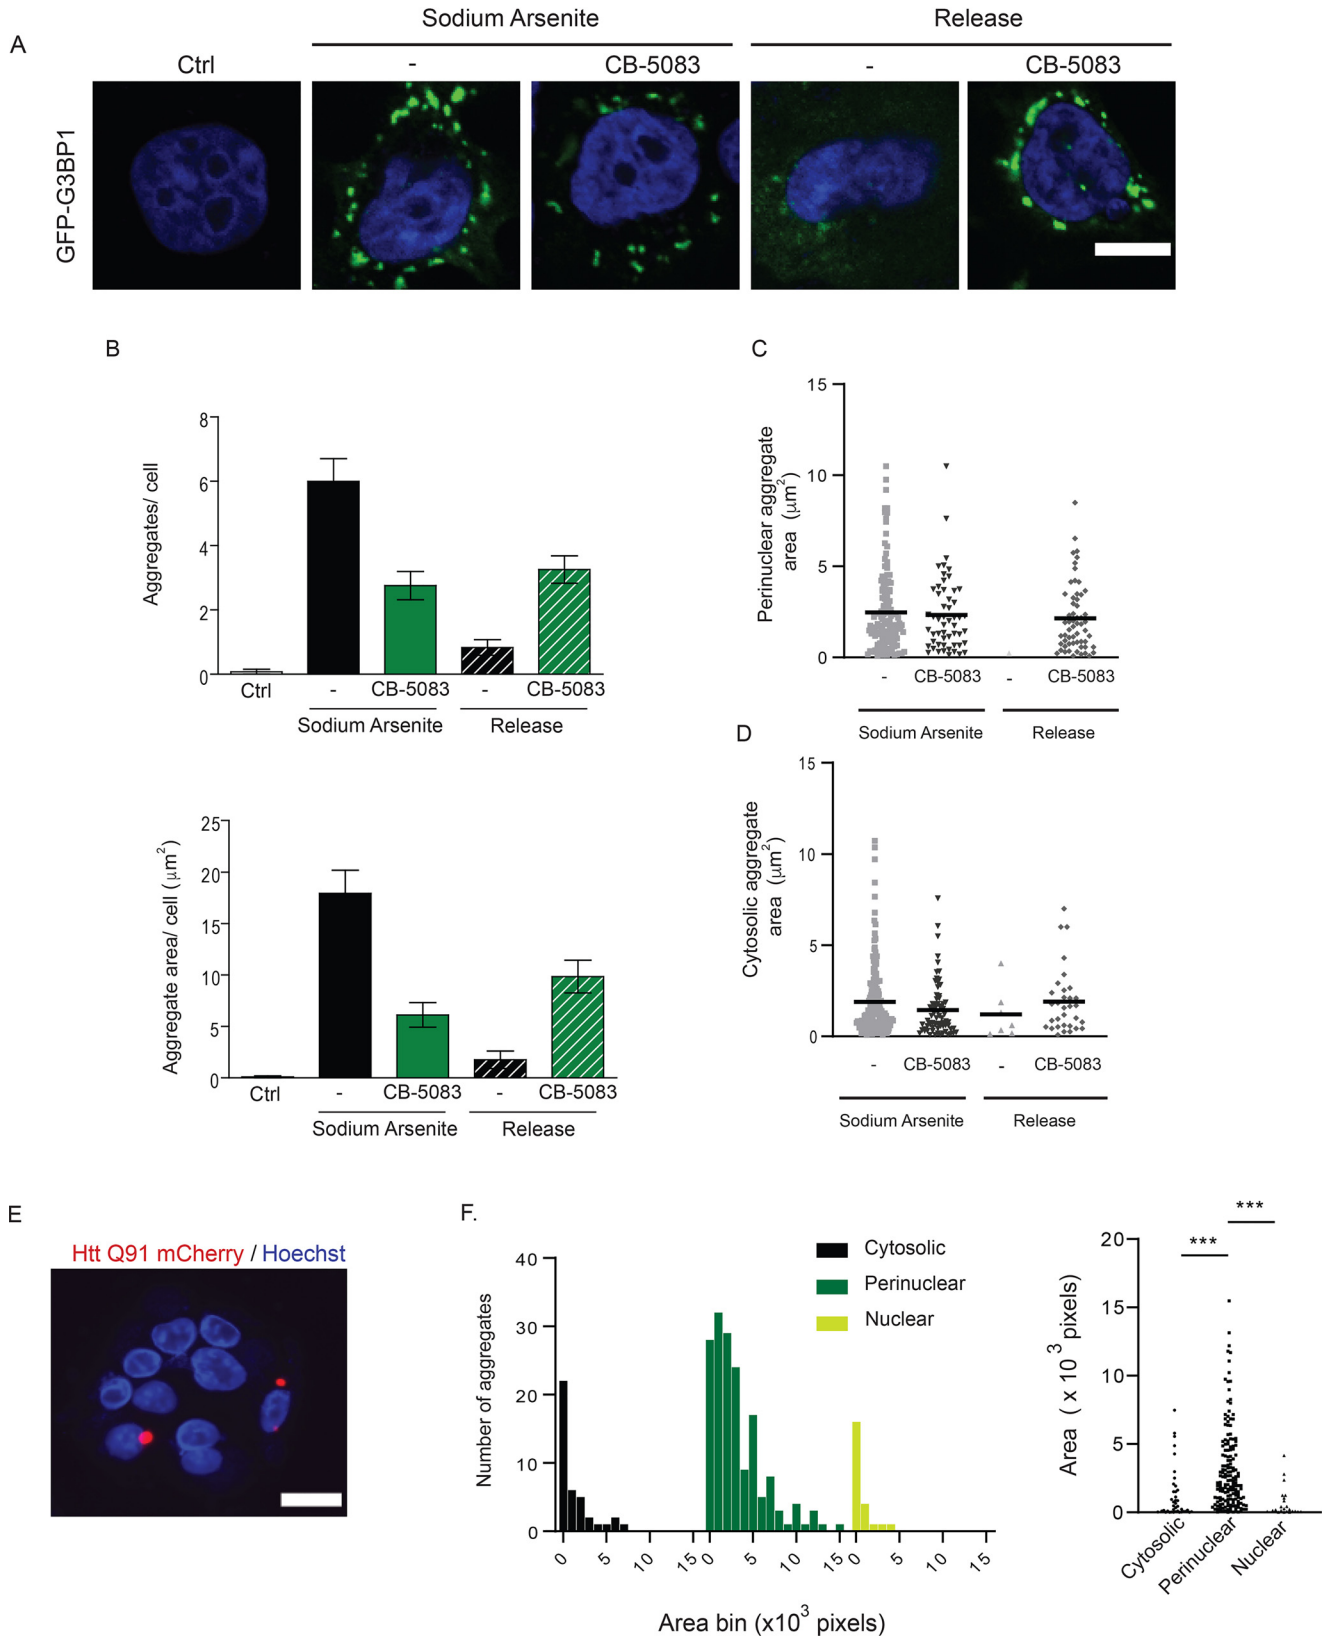 Sodium Arsenite Release
A
Ctrl - CB-5083 - CB-5083
GFP-G3BP1
B
Aggregates/ cell
8
6
4
2
0
Ctrl - CB-5083 - CB-5083
Sodium Arsenite Release
Aggregate area/ cell (μm²)
25
20
15
10
5
0
Ctrl - CB-5083 - CB-5083
Sodium Arsenite Release
C
Perinuclear aggregate
area (μm²)
15
10
5
0
- CB-5083 - CB-5083
Sodium Arsenite Release
D
Cytosolic aggregate
area (μm²)
15
10
5
0
- CB-5083 - CB-5083
Sodium Arsenite Release
E
Htt Q91 mCherry / Hoechst
F.
Cytosolic
Perinuclear
Nuclear
Number of aggregates
40
30
20
10
0
0 5 10 15 0 5 10 15 0 5 10 15
Area bin (x10³ pixels)
*** 
***
Area ( x 10³ pixels)
20
15
10
5
0
Cytosolic
Perinuclear
Nuclear